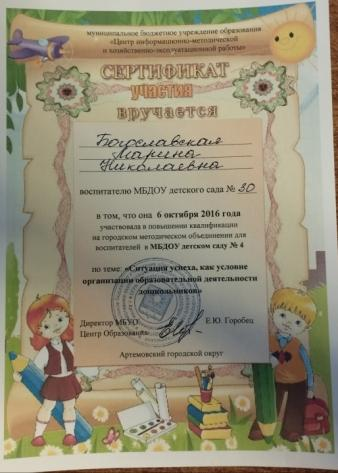 муниципальное бюджетное учреждение образования
«Центр информационно-методической
и хозяйственно-эксплуатационной работы»
СЕРТИФИКАТ
участия
вручается
Богославская
Марина
Николаевна
воспитателю МБДОУ детского сада № 30
в том, что она 6 октября 2016 года
участвовала в повышении квалификации
на городском методическом объединении для
воспитателей в МБДОУ детском саду № 4
по теме: «Ситуация успеха, как условие
организации образовательной деятельности
дошкольников»
Директор МБУО Е.Ю. Горобец
Центр Образования
Артемовский городской округ